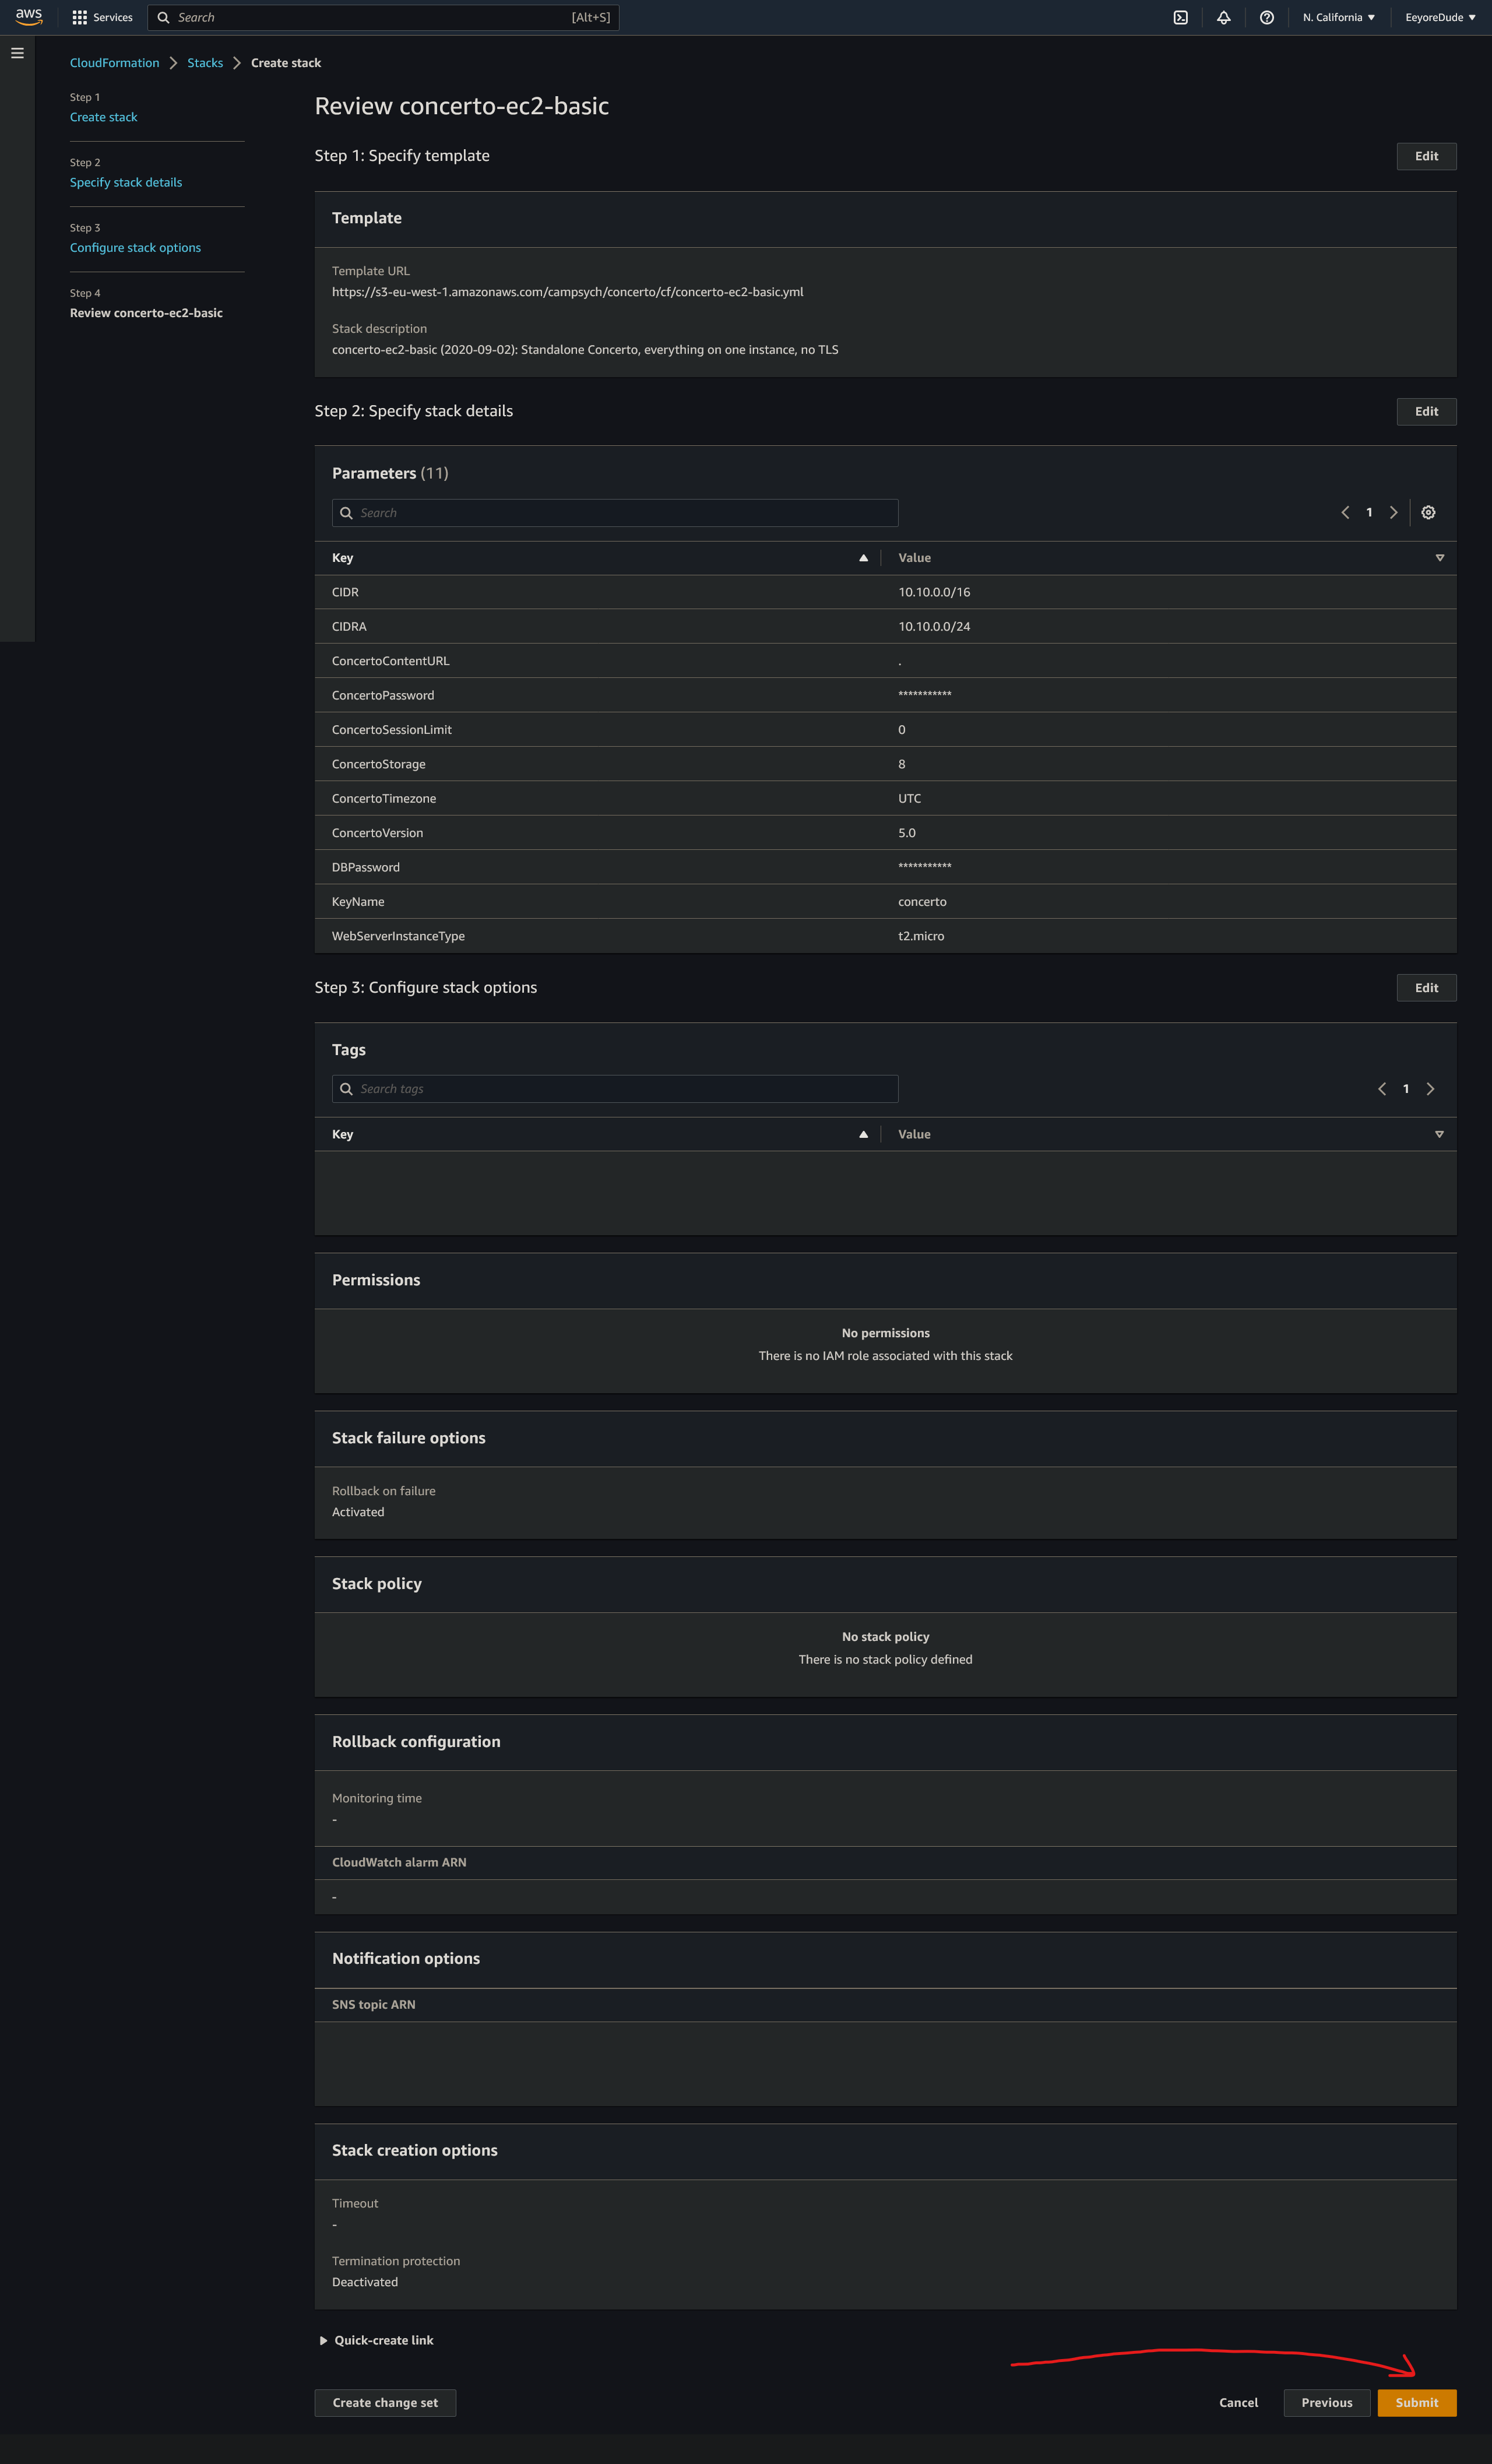 aws
Services
Search [Alt+S]
N. California
EeyoreDude
CloudFormation Stacks Create stack
Step 1
Create stack
Step 2
Specify stack details
Step 3
Configure stack options
Step 4
Review concerto-ec2-basic
Review concerto-ec2-basic
Step 1: Specify template
Edit
Template
Template URL
https://s3-eu-west-1.amazonaws.com/campsych/concerto/cf/concerto-ec2-basic.yml
Stack description
concerto-ec2-basic (2020-09-02): Standalone Concerto, everything on one instance, no TLS
Step 2: Specify stack details
Edit
Parameters (11)
Search
1
Key Value
CIDR 10.10.0.0/16
CIDRA 10.10.0.0/24
ConcertoContentURL .
ConcertoPassword ***********
ConcertoSessionLimit 0
ConcertoStorage 8
ConcertoTimezone UTC
ConcertoVersion 5.0
DBPassword ***********
KeyName concerto
WebServerInstanceType t2.micro
Step 3: Configure stack options
Edit
Tags
Search tags
1
Key Value
Permissions
No permissions
There is no IAM role associated with this stack
Stack failure options
Rollback on failure
Activated
Stack policy
No stack policy
There is no stack policy defined
Rollback configuration
Monitoring time
-
CloudWatch alarm ARN
-
Notification options
SNS topic ARN
Stack creation options
Timeout
-
Termination protection
Deactivated
Quick-create link
Create change set
Cancel
Previous
Submit